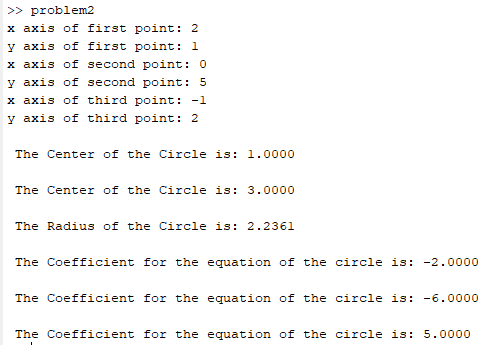 >> problem2
x axis of first point: 2
y axis of first point: 1
x axis of second point: 0
y axis of second point: 5
x axis of third point: -1
y axis of third point: 2
The Center of the Circle is: 1.0000
The Center of the Circle is: 3.0000
The Radius of the Circle is: 2.2361
The Coefficient for the equation of the circle is: -2.0000
The Coefficient for the equation of the circle is: -6.0000
The Coefficient for the equation of the circle is: 5.0000